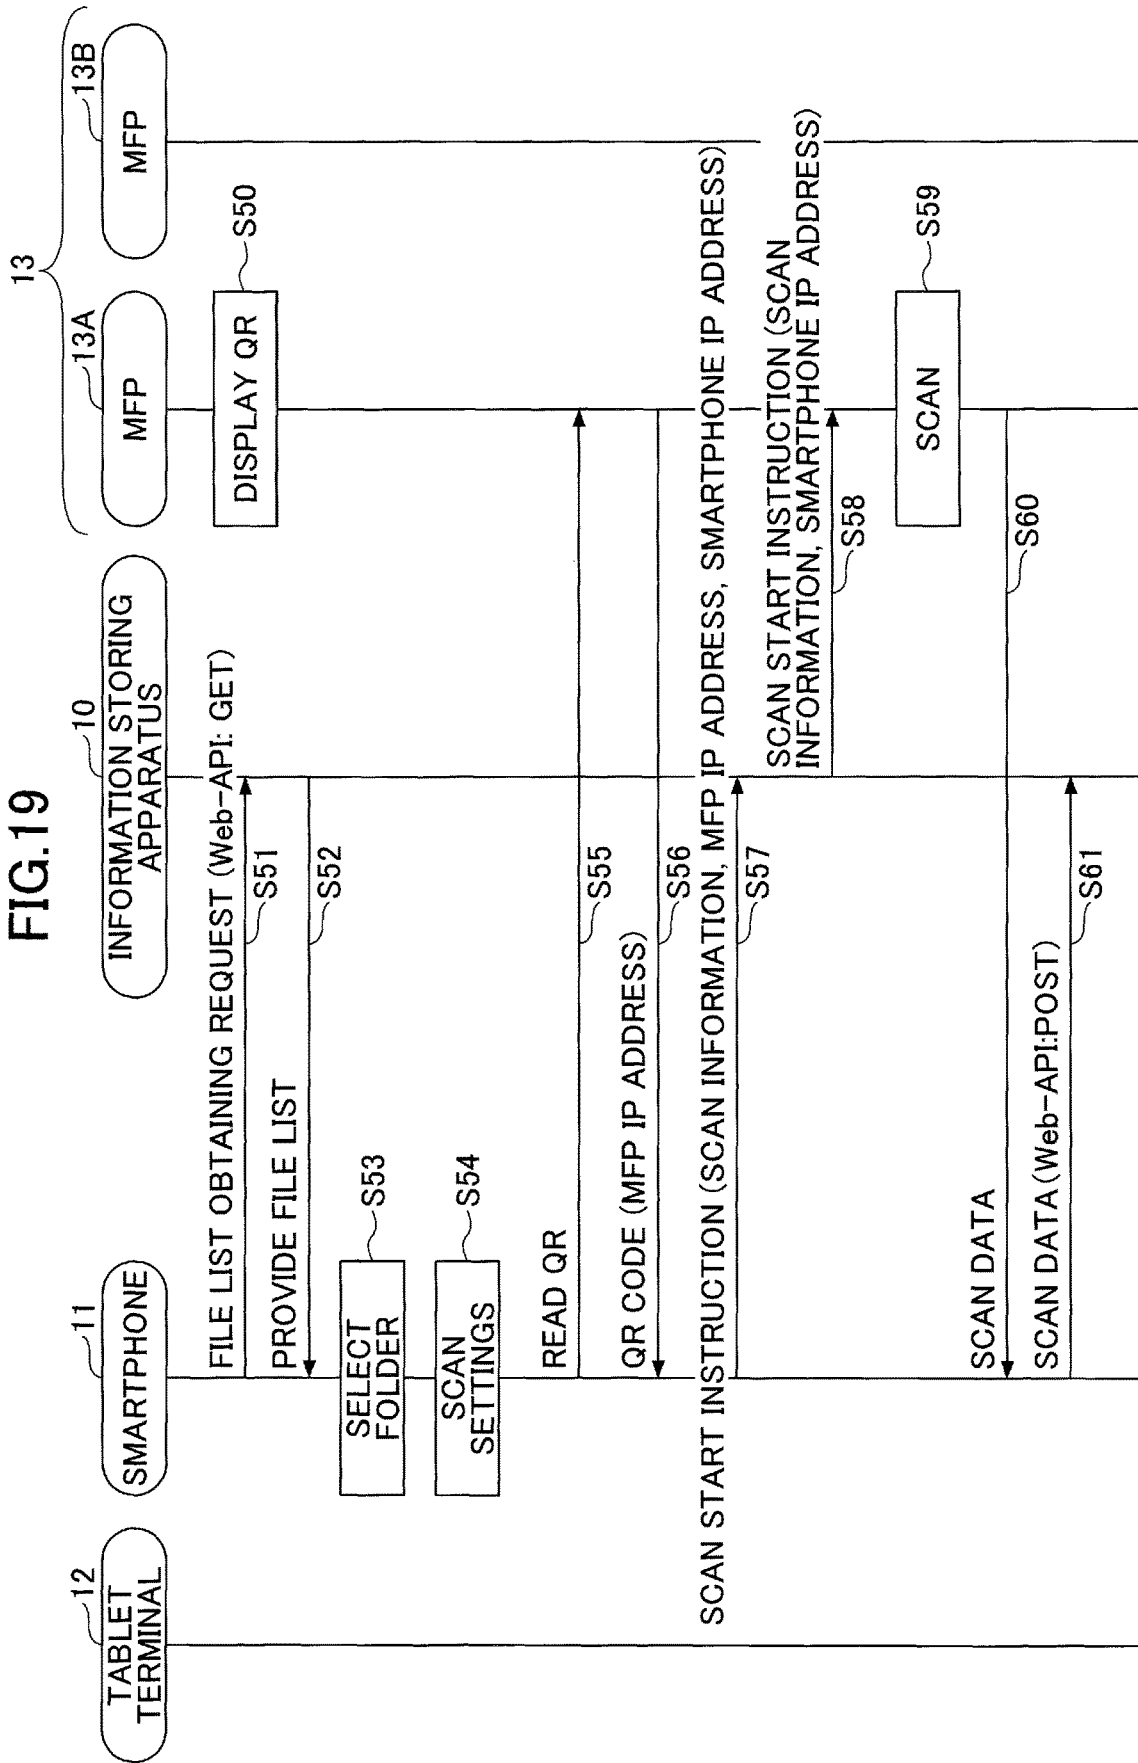 FIG.19
12
TABLET
TERMINAL
11
SMARTPHONE
10
INFORMATION STORING
APPARATUS
13
13A
MFP
13B
MFP
DISPLAY QR
S50
FILE LIST OBTAINING REQUEST (Web-API: GET)
S51
PROVIDE FILE LIST
S52
SELECT
FOLDER
S53
SCAN
SETTINGS
S54
READ QR
S55
QR CODE (MFP IP ADDRESS)
S56
SCAN START INSTRUCTION (SCAN INFORMATION, MFP IP ADDRESS, SMARTPHONE IP ADDRESS)
S57
SCAN START INSTRUCTION (SCAN
INFORMATION, SMARTPHONE IP ADDRESS)
S58
SCAN
S59
SCAN DATA
S60
SCAN DATA (Web-API:POST)
S61